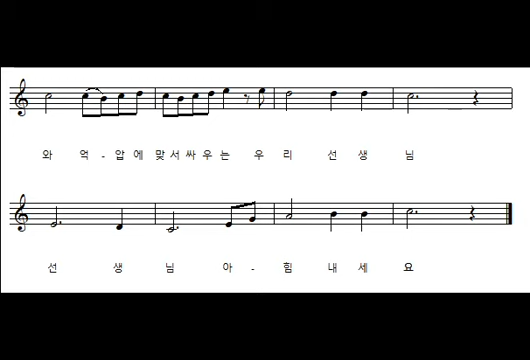 와 억 - 압 에 맞 서 싸 우 는 우 리 선 생 님
선 생 님 아 - 힘 내 세 요